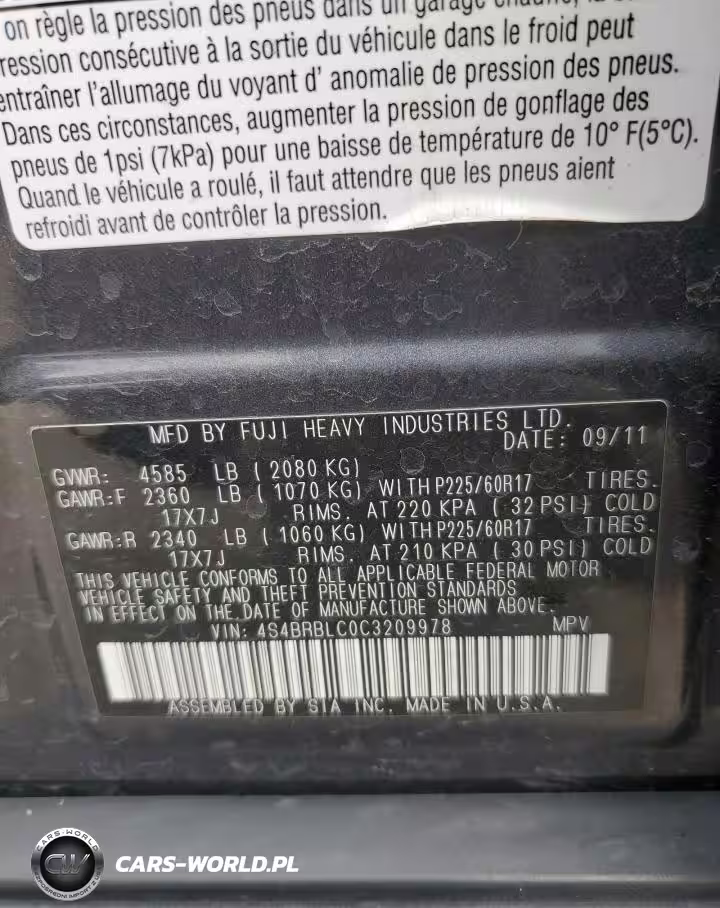 on règle la pression des pneus dans un garage
ression consécutive à la sortie du véhicule dans le froid peut
entraîner l'allumage du voyant d' anomalie de pression des pneus.
Dans ces circonstances, augmenter la pression de gonflage des
pneus de 1psi (7kPa) pour une baisse de température de 10° F(5°C).
Quand le véhicule a roulé, il faut attendre que les pneus aient
refroidi avant de contrôler la pression.
MFD BY FUJI HEAVY INDUSTRIES LTD.
DATE: 09/11
GVWR: 4585 LB ( 2080 KG)
GAWR:F 2360 LB ( 1070 KG) WITH P225/60R17 TIRES.
17X7J RIMS. AT 220 KPA ( 32 PSI) COLD
GAWR:R 2340 LB ( 1060 KG) WITH P225/60R17 TIRES.
17X7J RIMS. AT 210 KPA ( 30 PSI) COLD
THIS VEHICLE CONFORMS TO ALL APPLICABLE FEDERAL MOTOR
VEHICLE SAFETY AND THEFT PREVENTION STANDARDS
IN EFFECT ON THE DATE OF MANUFACTURE SHOWN ABOVE.
VIN: 4S4BRBLC0C3209978 MPV
ASSEMBLED BY SIA INC. MADE IN U.S.A.
CARS-WORLD
CW
BEZPOŚREDNI IMPORT Z USA
CARS-WORLD.PL